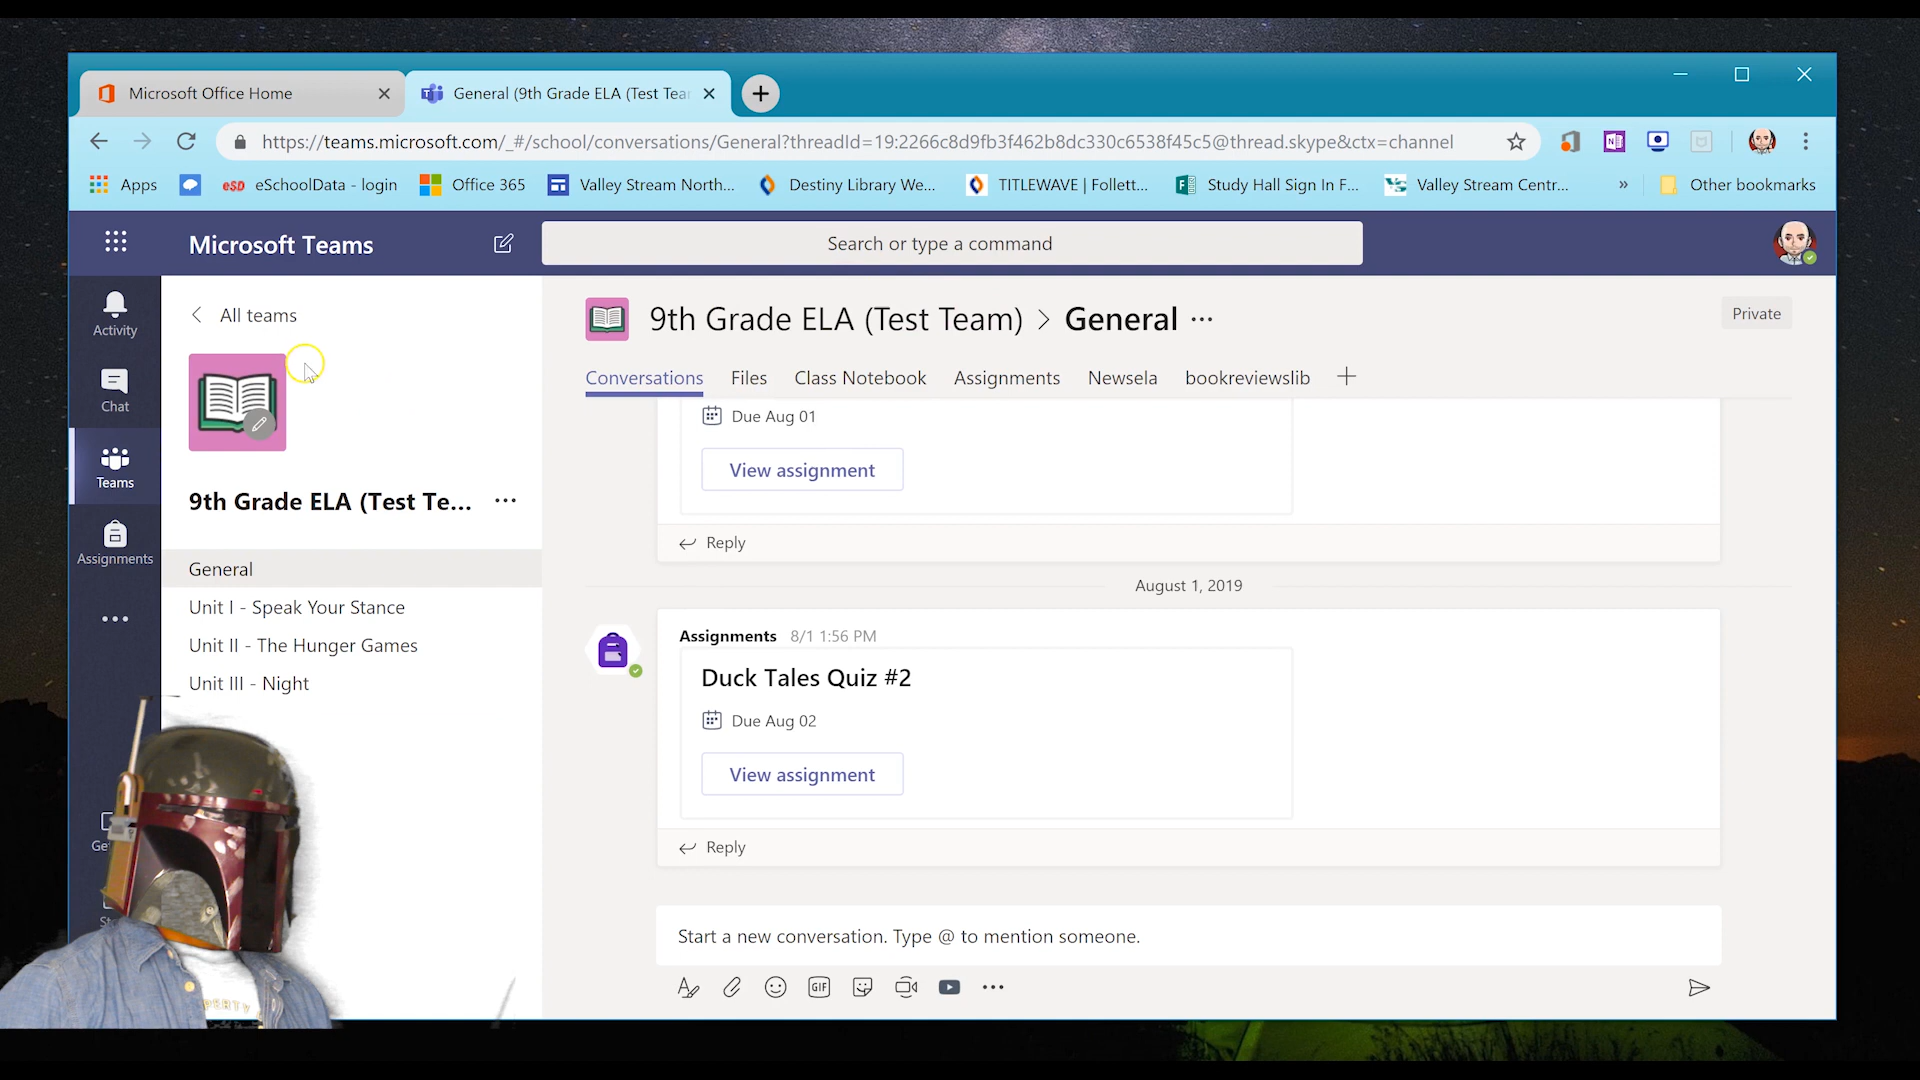 Microsoft Office Home
General (9th Grade ELA (Test Tea
https://teams.microsoft.com/_#/school/conversations/General?threadId=19:2266c8d9fb3f462b8dc330c6538f45c5@thread.skype&ctx=channel
Apps
esd eSchoolData - login
Office 365
Valley Stream North...
Destiny Library We...
TITLEWAVE | Follett...
Study Hall Sign In F...
Valley Stream Centr...
»
Other bookmarks
Microsoft Teams
Search or type a command
Activity
Chat
Teams
Assignments
All teams
9th Grade ELA (Test Te...
General
Unit I - Speak Your Stance
Unit II - The Hunger Games
Unit III - Night
9th Grade ELA (Test Team) > General
Private
Conversations Files Class Notebook Assignments Newsela bookreviewslib
Due Aug 01
View assignment
Reply
August 1, 2019
Assignments 8/1 1:56 PM
Duck Tales Quiz #2
Due Aug 02
View assignment
Reply
Start a new conversation. Type @ to mention someone.
GIF